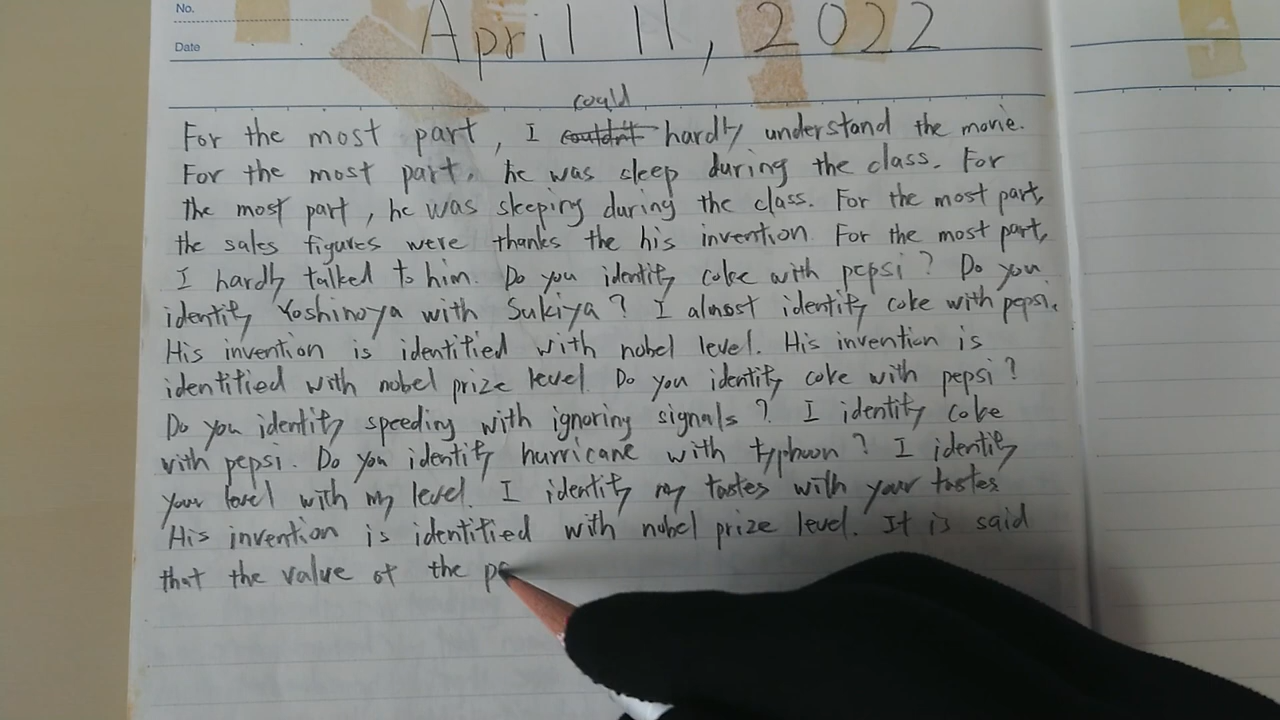 No.
Date
April 11, 2022
could
For the most part, I couldn't hardly understand the movie.
For the most part, he was sleep during the class. For
the most part, he was sleeping during the class. For the most part,
the sales figures were thanks the his invention. For the most part,
I hardly talked to him. Do you identify coke with pepsi? Do you
identify Yoshinoya with Sukiya? I almost identify coke with pepsi.
His invention is identified with nobel level. His invention is
identified with nobel prize level. Do you identify coke with pepsi?
Do you identify speeding with ignoring signals? I identify coke
with pepsi. Do you identify hurricane with typhoon? I identify
your level with my level. I identify my tastes with your tastes
His invention is identified with nobel prize level. It is said
that the value of the